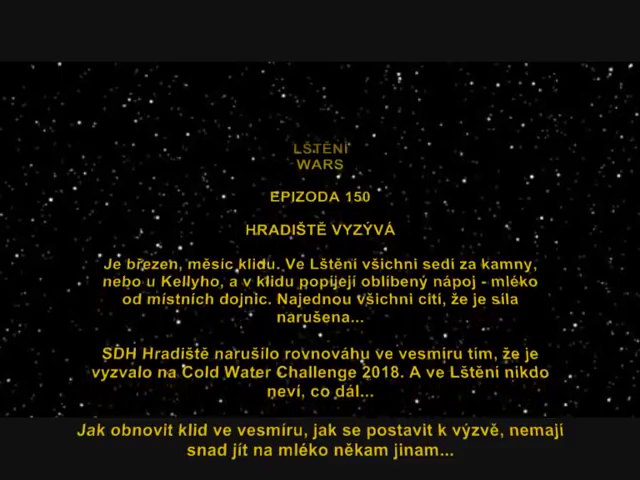 LŠTĚNÍ
WARS
EPIZODA 150
HRADIŠTĚ VYZÝVÁ
Je březen, měsíc klidu. Ve Lštění všichni sedí za kamny,
nebo u Kellyho, a v klidu popíjejí oblíbený nápoj - mléko
od místních dojnic. Najednou všichni cítí, že je síla
narušena...
SDH Hradiště narušilo rovnováhu ve vesmíru tím, že je
vyzvalo na Cold Water Challenge 2018. A ve Lštění nikdo
neví, co dál...
Jak obnovit klid ve vesmíru, jak se postavit k výzvě, nemají
snad jít na mléko někam jinam...